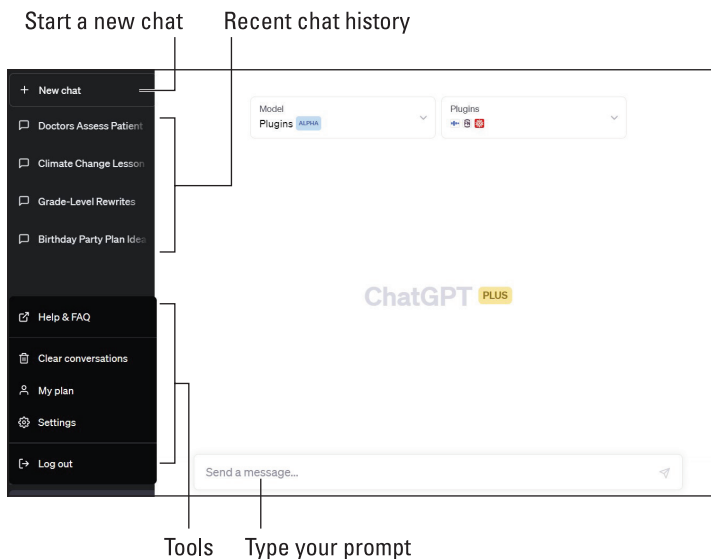 Start a new chat
Recent chat history
New chat
Doctors Assess Patient
Climate Change Lesson
Grade-Level Rewrites
Birthday Party Plan Idea
Help & FAQ
Clear conversations
My plan
Settings
Log out
Model
Plugins ALPHA
Plugins
ChatGPT PLUS
Send a message...
Tools
Type your prompt